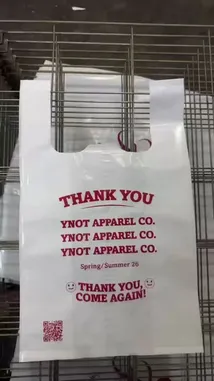 THANK YOU
YNOT APPAREL CO.
YNOT APPAREL CO.
YNOT APPAREL CO.
Spring/Summer 26
THANK YOU,
COME AGAIN!